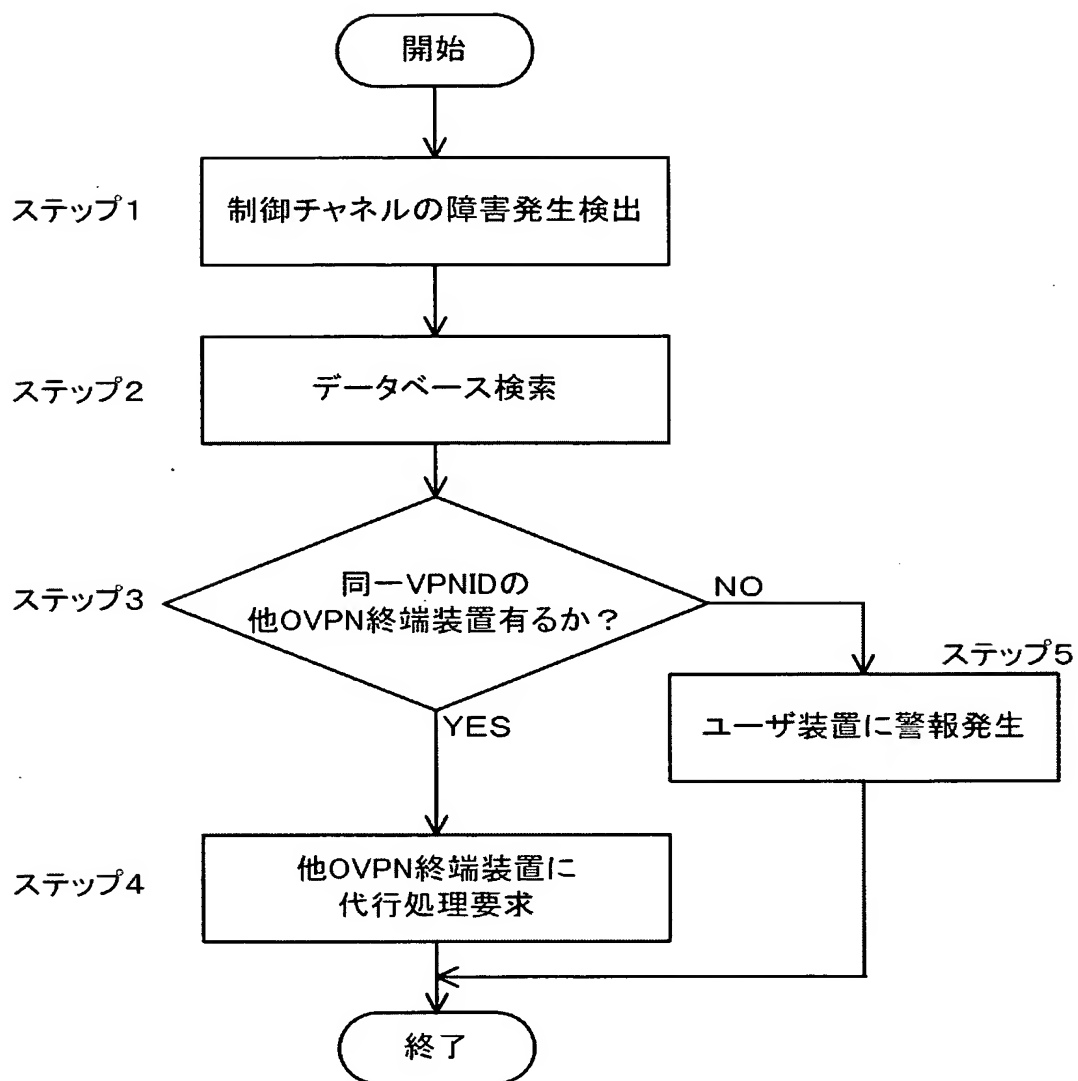 開始
ステップ1
制御チャネルの障害発生検出
ステップ2
データベース検索
ステップ3
同一VPNIDの
他OVPN終端装置有るか？
NO
ステップ5
ユーザ装置に警報発生
YES
ステップ4
他OVPN終端装置に
代行処理要求
終了